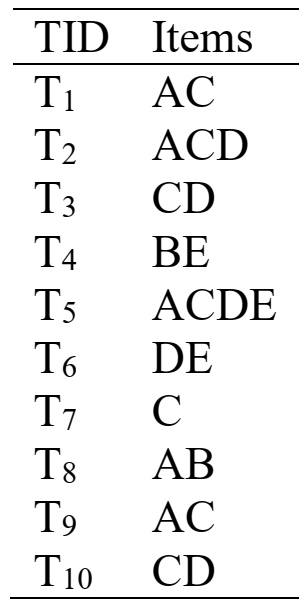 TID Items
T₁ AC
T₂ ACD
T₃ CD
T₄ BE
T₅ ACDE
T₆ DE
T₇ C
T₈ AB
T₉ AC
T₁₀ CD